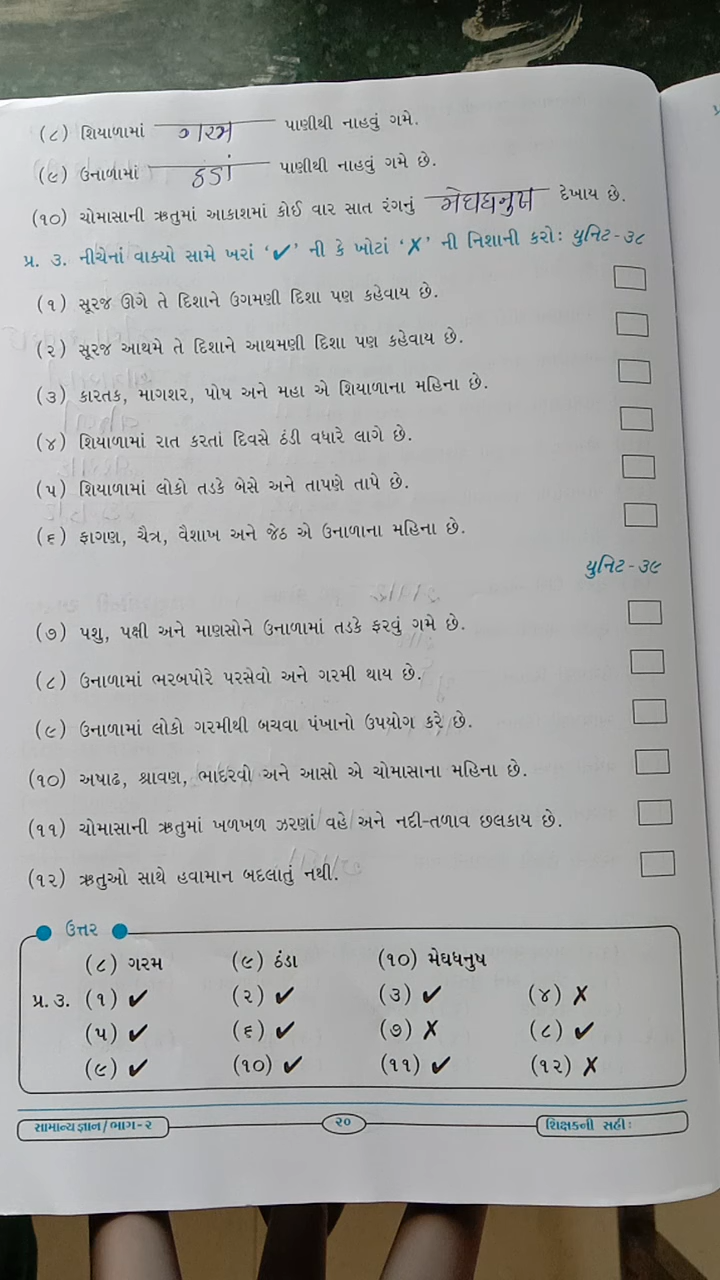 (૮) શિયાળામાં ગરમ પાણીથી નાહવું ગમે.
(૯) ઉનાળામાં ઠંડાં પાણીથી નાહવું ગમે છે.
(૧૦) ચોમાસાની ઋતુમાં આકાશમાં કોઈ વાર સાત રંગનું મેઘધનુષ દેખાય છે.
પ્ર. ૩. નીચેનાં વાક્યો સામે ખરાં ‘✔’ ની કે ખોટાં ‘✗’ ની નિશાની કરો: યુનિટ-૩૮
(૧) સૂરજ ઊગે તે દિશાને ઉગમણી દિશા પણ કહેવાય છે.
(૨) સૂરજ આથમે તે દિશાને આથમણી દિશા પણ કહેવાય છે.
(૩) કારતક, માગશર, પોષ અને મહા એ શિયાળાના મહિના છે.
(૪) શિયાળામાં રાત કરતાં દિવસે ઠંડી વધારે લાગે છે.
(૫) શિયાળામાં લોકો તડકે બેસે અને તાપણે તાપે છે.
(૬) ફાગણ, ચૈત્ર, વૈશાખ અને જેઠ એ ઉનાળાના મહિના છે.
યુનિટ-૩૯
(૭) પશુ, પક્ષી અને માણસોને ઉનાળામાં તડકે ફરવું ગમે છે.
(૮) ઉનાળામાં ભરબપોરે પરસેવો અને ગરમી થાય છે.
(૯) ઉનાળામાં લોકો ગરમીથી બચવા પંખાનો ઉપયોગ કરે છે.
(૧૦) અષાઢ, શ્રાવણ, ભાદરવો અને આસો એ ચોમાસાના મહિના છે.
(૧૧) ચોમાસાની ઋતુમાં ખળખળ ઝરણાં વહે અને નદી-તળાવ છલકાય છે.
(૧૨) ઋતુઓ સાથે હવામાન બદલાતું નથી.
ઉત્તર
(૮) ગરમ (૯) ઠંડા (૧૦) મેઘધનુષ
પ્ર. ૩. (૧) ✔ (૨) ✔ (૩) ✔ (૪) ✗
(૫) ✔ (૬) ✔ (૭) ✗ (૮) ✔
(૯) ✔ (૧૦) ✔ (૧૧) ✔ (૧૨) ✗
સામાન્ય જ્ઞાન/ભાગ-૨ ૨૦ શિક્ષકની સહી: